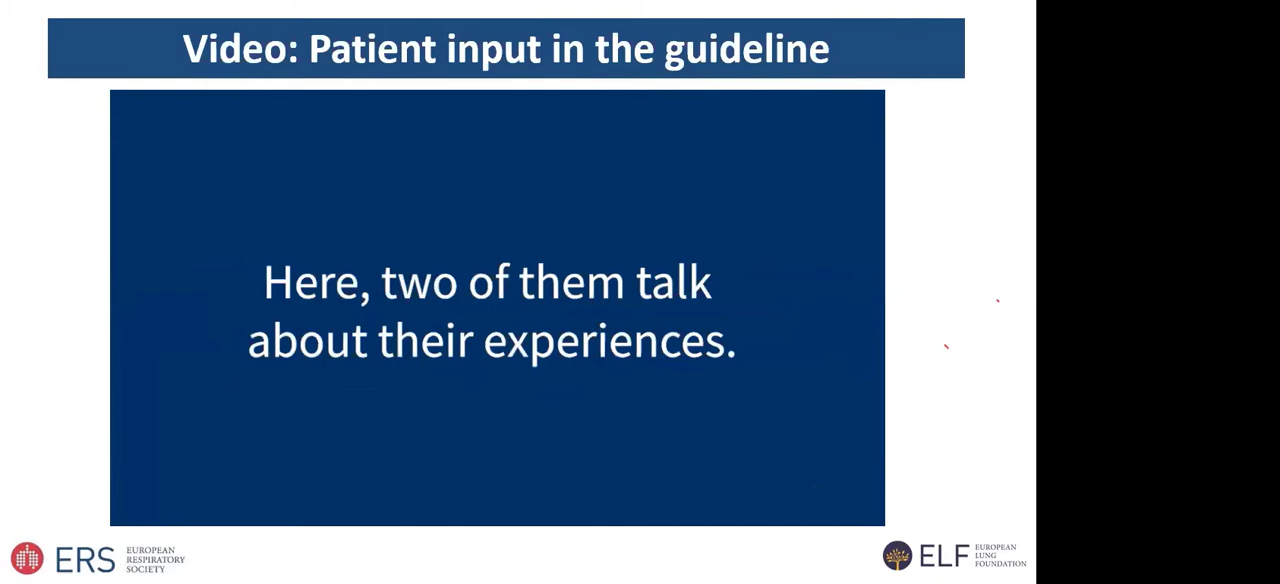 Video: Patient input in the guideline
Here, two of them talk
about their experiences.
ERS
EUROPEAN
RESPIRATORY
SOCIETY
ELF
EUROPEAN
LUNG
FOUNDATION